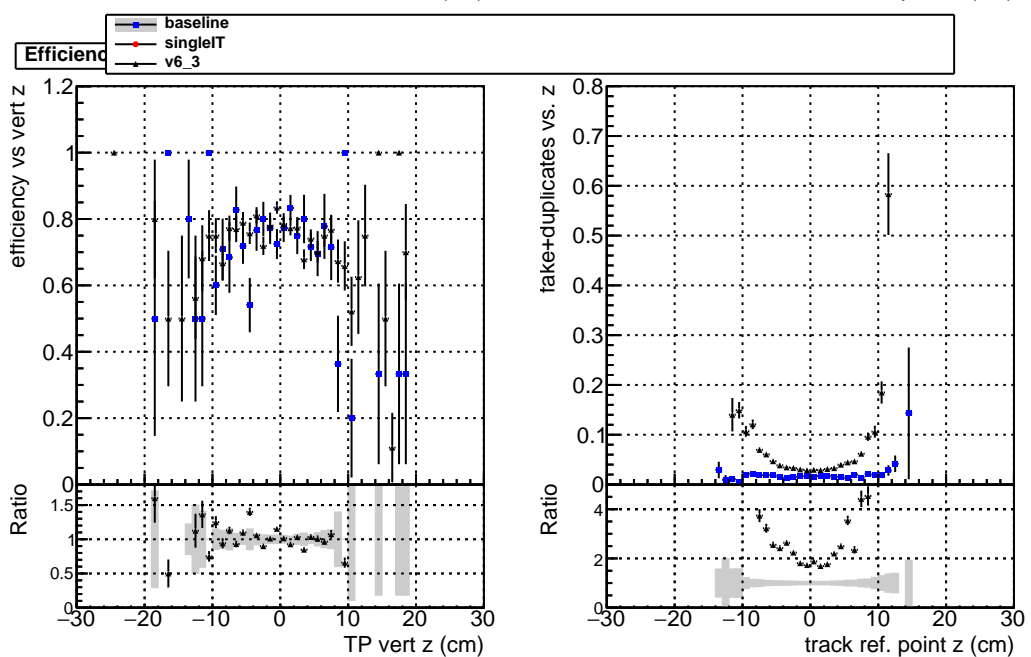 baseline
singleIT
v6_3
Efficienc
efficiency vs vert z
1.2
1
0.8
0.6
0.4
0.2
0
Ratio
1.5
1
0.5
0
−30 −20 −10 0 10 20 30
TP vert z (cm)
fake+duplicates vs. z
0.8
0.7
0.6
0.5
0.4
0.3
0.2
0.1
0
Ratio
4
2
0
−30 −20 −10 0 10 20 30
track ref. point z (cm)